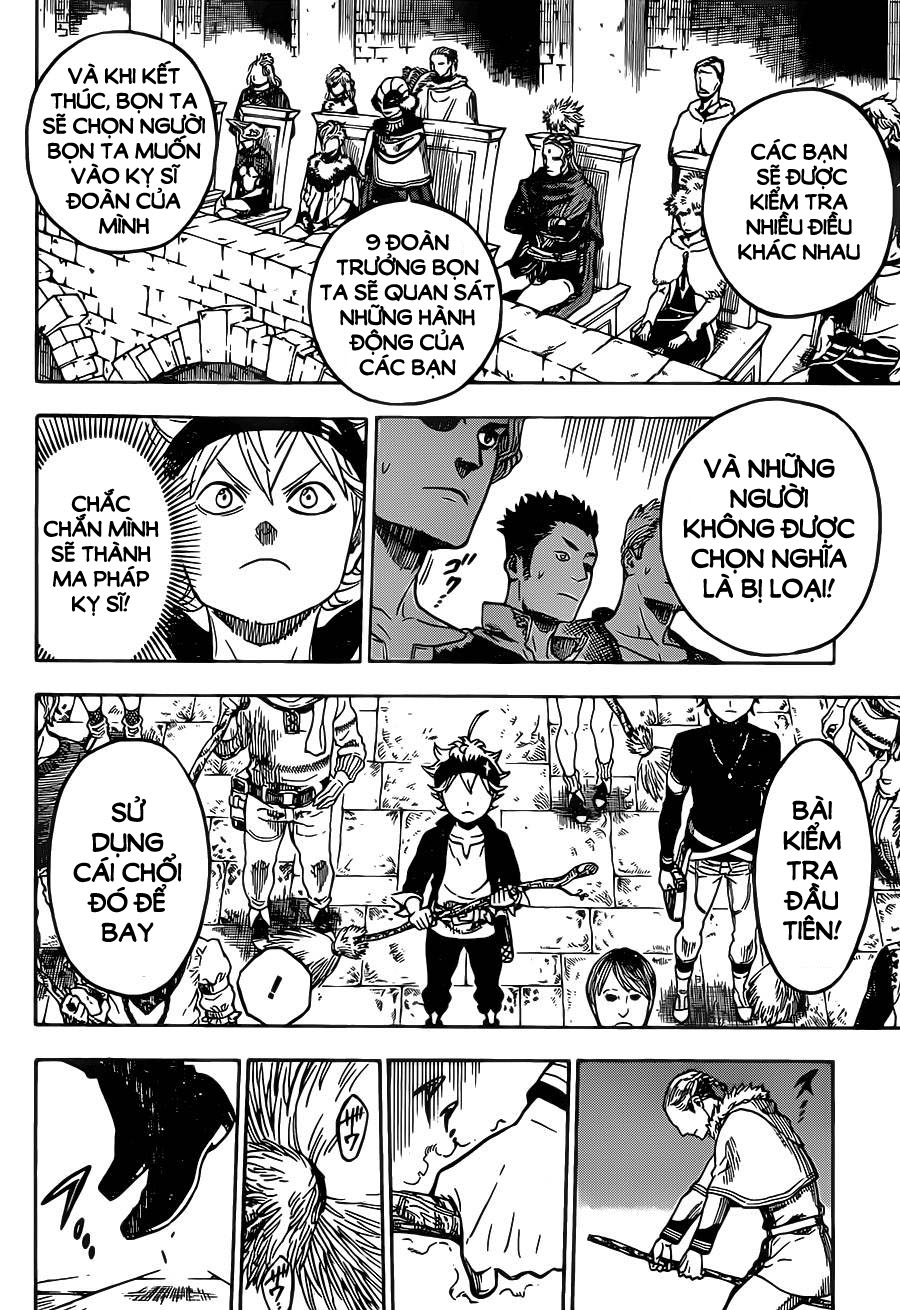 CÁC BẠN
SẼ ĐƯỢC
KIỂM TRA
NHIỀU ĐIỀU
KHÁC NHAU
9 ĐOÀN
TRƯỞNG BỌN
TA SẼ QUAN SÁT
NHỮNG HÀNH
ĐỘNG CỦA
CÁC BẠN
VÀ KHI KẾT
THÚC, BỌN TA
SẼ CHỌN NGƯỜI
BỌN TA MUỐN
VÀO KỴ SĨ
ĐOÀN CỦA
MÌNH
VÀ NHỮNG
NGƯỜI
KHÔNG ĐƯỢC
CHỌN NGHĨA
LÀ BỊ LOẠI!
CHẮC
CHẮN MÌNH
SẼ THÀNH
MA PHÁP
KỴ SĨ!
BÀI
KIỂM
TRA
ĐẦU
TIÊN!
SỬ
DỤNG
CÁI CHỔI
ĐÓ ĐỂ
BAY
!